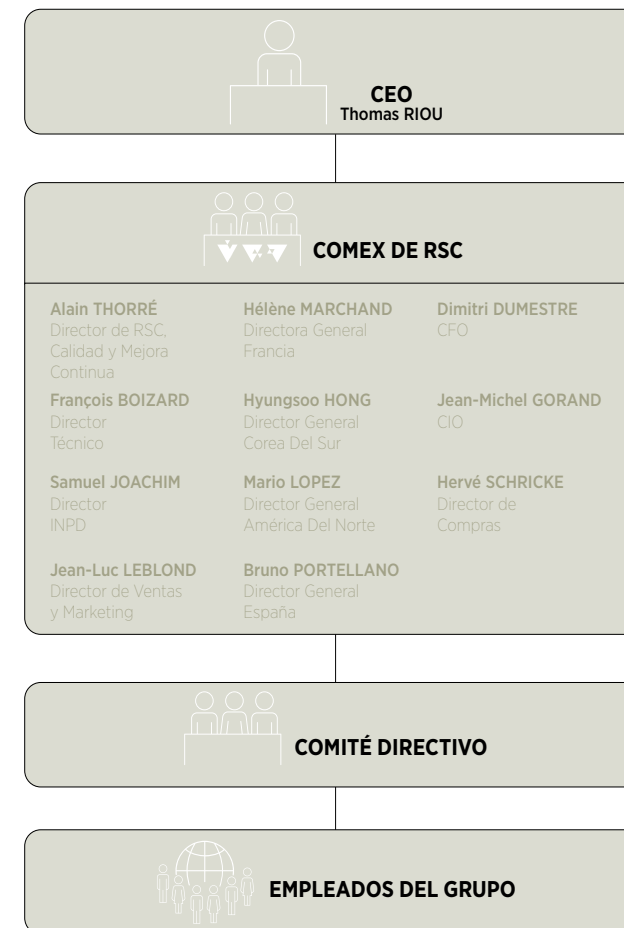 CEO
Thomas RIOU
COMEX DE RSC
Alain THORRÉ
Director de RSC,
Calidad y Mejora
Continua
Hélène MARCHAND
Directora General
Francia
Dimitri DUMESTRE
CFO
François BOIZARD
Director
Técnico
Hyungsoo HONG
Director General
Corea Del Sur
Jean-Michel GORAND
CIO
Samuel JOACHIM
Director
INPD
Mario LOPEZ
Director General
América Del Norte
Hervé SCHRICKE
Director de
Compras
Jean-Luc LEBLOND
Director de Ventas
y Marketing
Bruno PORTELLANO
Director General
España
COMITÉ DIRECTIVO
EMPLEADOS DEL GRUPO